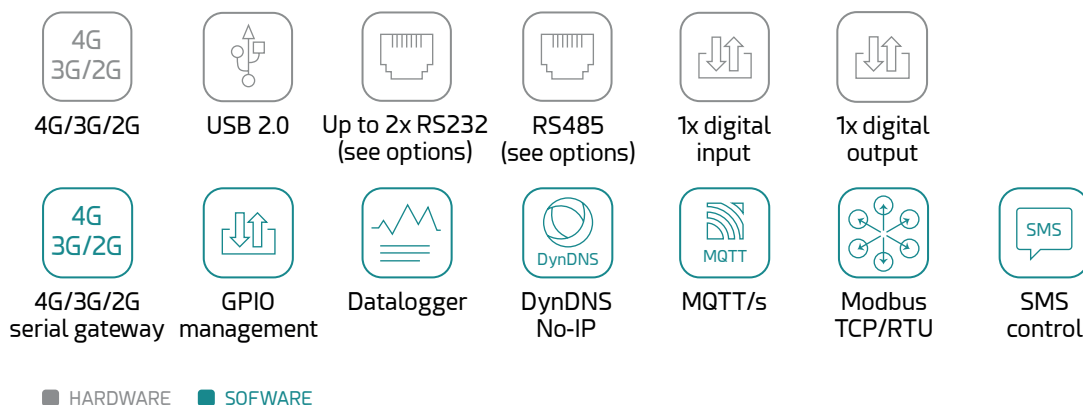 4G
3G/2G
4G/3G/2G
USB 2.0
Up to 2x RS232
(see options)
RS485
(see options)
1x digital
input
1x digital
output
4G
3G/2G
4G/3G/2G
serial gateway
GPIO
management
Datalogger
DynDNS
DynDNS
No-IP
MQTT
MQTT/s
Modbus
TCP/RTU
SMS
SMS
control
HARDWARE
SOFWARE